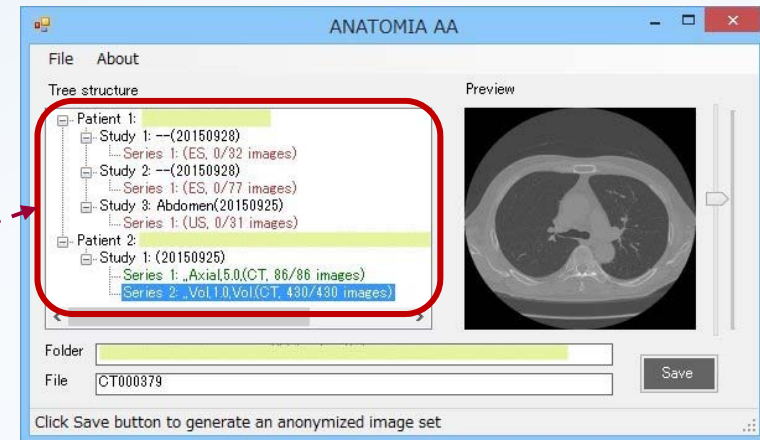 ANATOMIA AA
File About
Tree structure
Preview
Patient 1:
Study 1: --(20150928)
Series 1: (ES, 0/32 images)
Study 2: --(20150928)
Series 1: (ES, 0/77 images)
Study 3: Abdomen(20150925)
Series 1: (US, 0/31 images)
Patient 2:
Study 1: (20150925)
Series 1: ,,Axial,5.0,(CT, 86/86 images)
Series 2: ,,Vol,1.0,Vol,(CT, 430/430 images)
Folder
File CT000379
Save
Click Save button to generate an anonymized image set